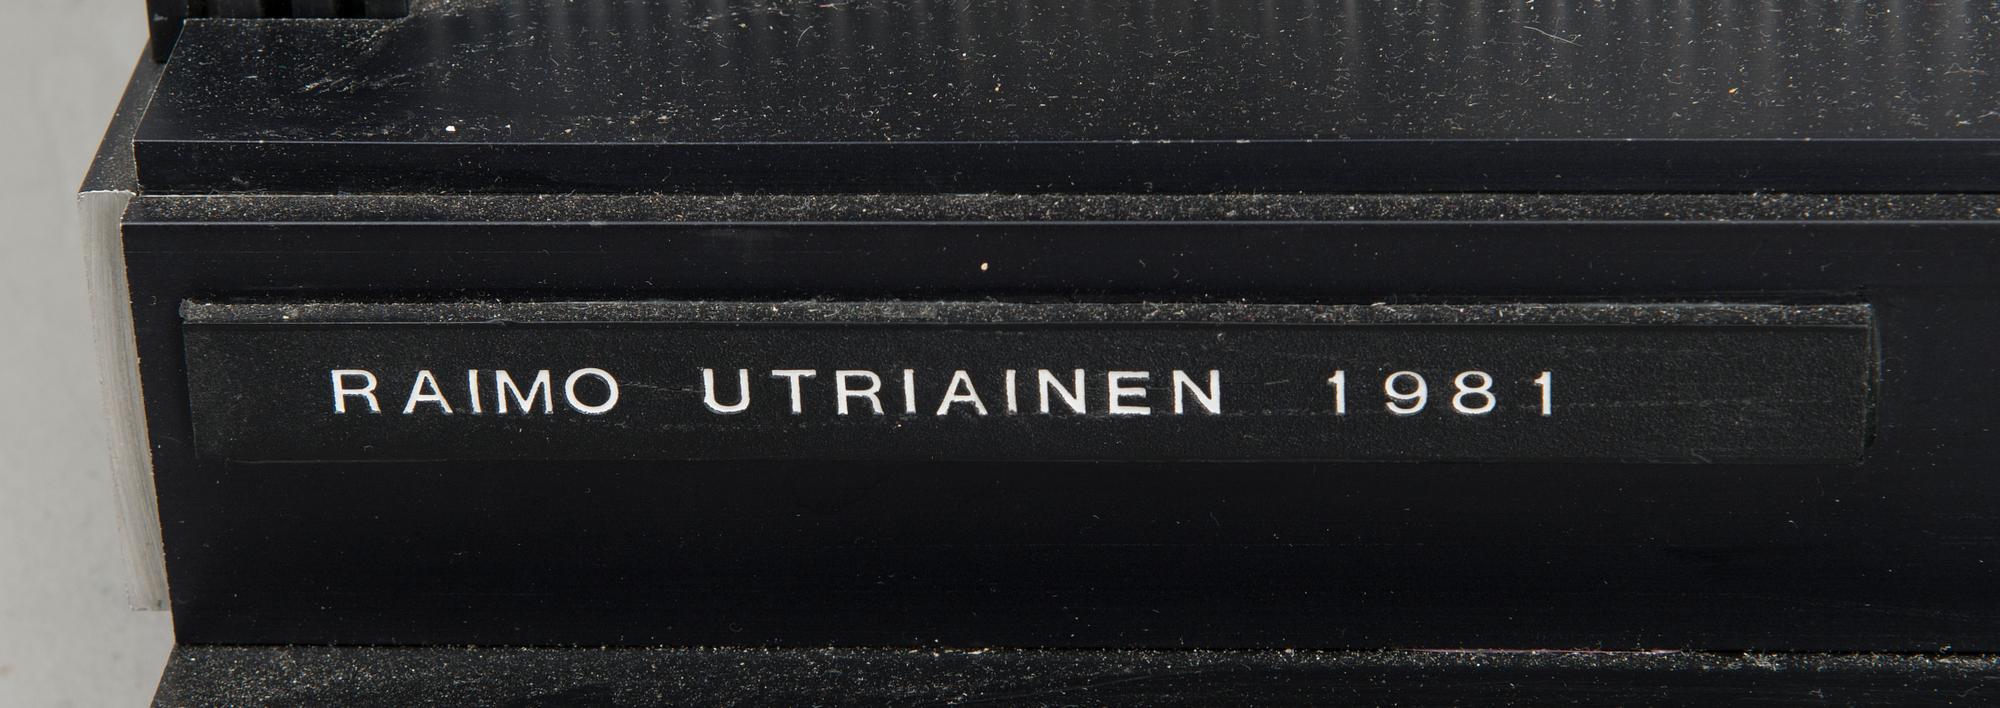 RAIMO UTRIAINEN 1981